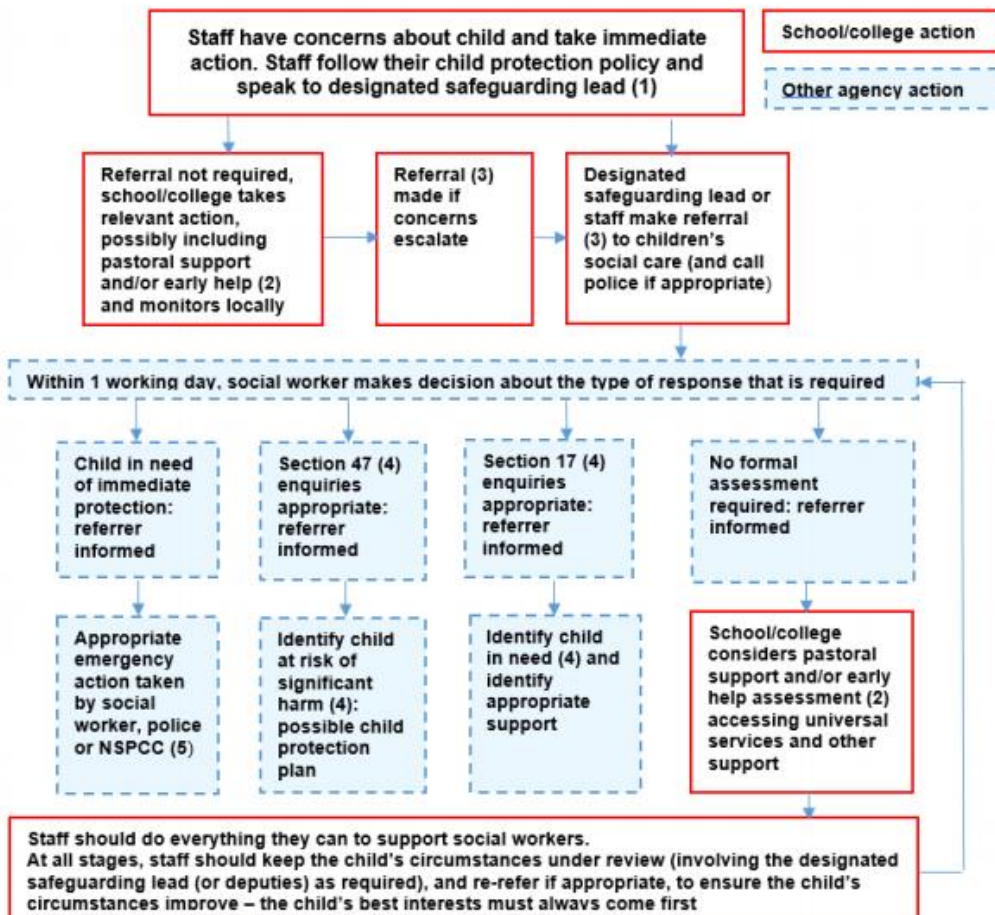 Staff have concerns about child and take immediate
action. Staff follow their child protection policy and
speak to designated safeguarding lead (1)
School/college action
Other agency action
Referral not required,
school/college takes
relevant action,
possibly including
pastoral support
and/or early help (2)
and monitors locally
Referral (3)
made if
concerns
escalate
Designated
safeguarding lead or
staff make referral
(3) to children’s
social care (and call
police if appropriate)
Within 1 working day, social worker makes decision about the type of response that is required
Child in need
of immediate
protection:
referrer
informed
Section 47 (4)
enquiries
appropriate:
referrer
informed
Section 17 (4)
enquiries
appropriate:
referrer
informed
No formal
assessment
required: referrer
informed
Appropriate
emergency
action taken
by social
worker, police
or NSPCC (5)
Identify child
at risk of
significant
harm (4):
possible child
protection
plan
Identify child
in need (4) and
identify
appropriate
support
School/college
considers pastoral
support and/or early
help assessment (2)
accessing universal
services and other
support
Staff should do everything they can to support social workers.
At all stages, staff should keep the child’s circumstances under review (involving the designated
safeguarding lead (or deputies) as required), and re-refer if appropriate, to ensure the child’s
circumstances improve – the child’s best interests must always come first